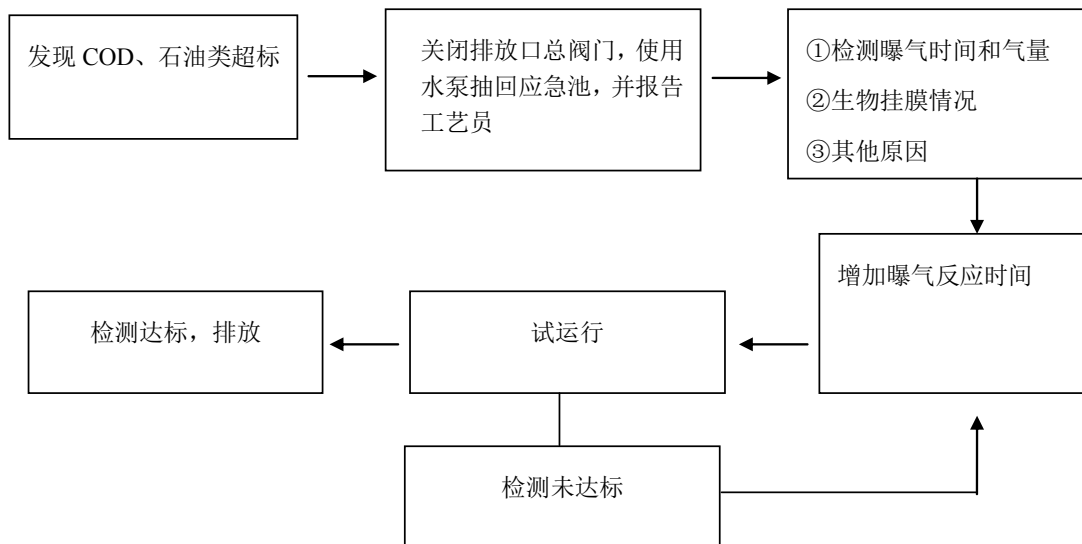 发现 COD、石油类超标
关闭排放口总阀门，使用
水泵抽回应急池，并报告
工艺员
①检测曝气时间和气量
②生物挂膜情况
③其他原因
增加曝气反应时间
试运行
检测达标，排放
检测未达标